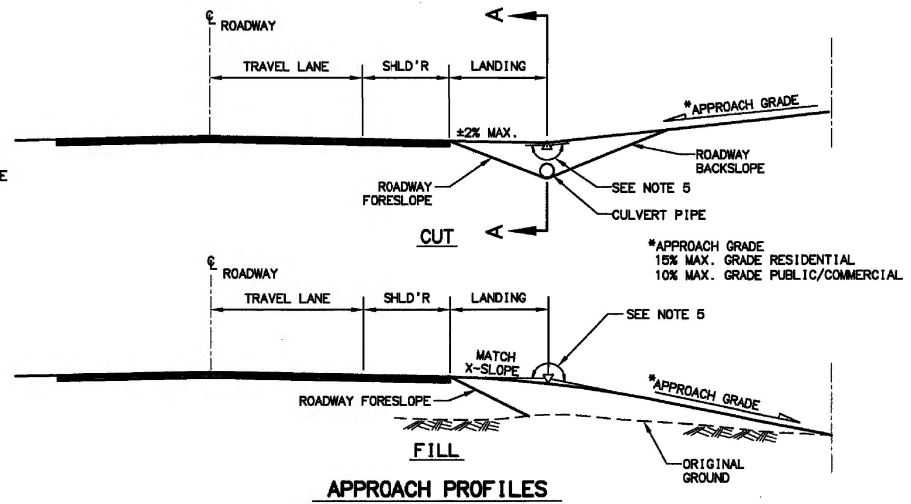 A
℄ ROADWAY
TRAVEL LANE
SHLD'R
LANDING
*APPROACH GRADE
±2% MAX.
E
ROADWAY
FORESLOPE
ROADWAY
BACKSLOPE
SEE NOTE 5
CULVERT PIPE
CUT
A
*APPROACH GRADE
15% MAX. GRADE RESIDENTIAL
10% MAX. GRADE PUBLIC/COMMERCIAL
℄ ROADWAY
TRAVEL LANE
SHLD'R
LANDING
SEE NOTE 5
MATCH
X-SLOPE
*APPROACH GRADE
ROADWAY FORESLOPE
FILL
ORIGINAL
GROUND
APPROACH PROFILES